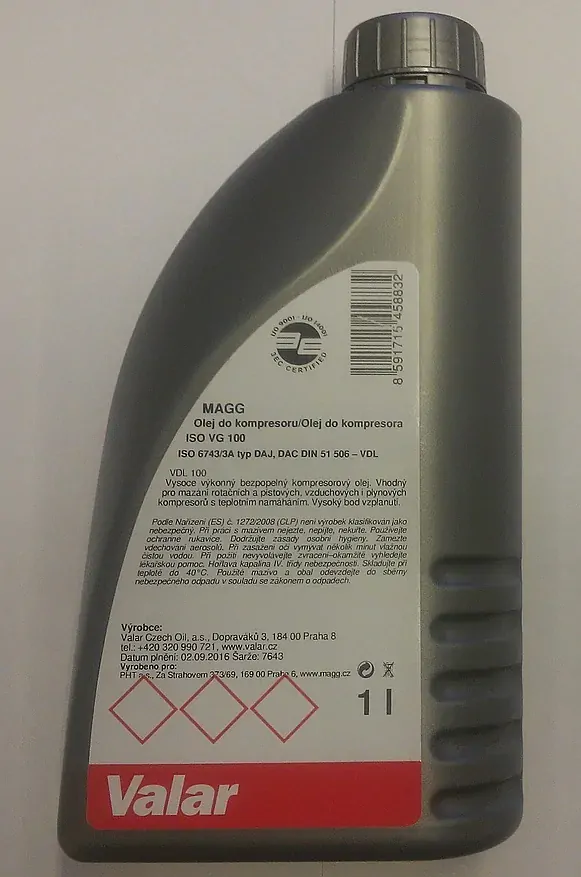 8 591716 458832
ISO 9001 · ISO 14001
3EC CERTIFIED
MAGG
Olej do kompresoru/Olej do kompresora
ISO VG 100
ISO 6743/3A typ DAJ, DAC DIN 51 506 – VDL
VDL 100
Vysoce výkonný bezpopelný kompresorový olej. Vhodný
pro mazání rotačních a pístových, vzduchových i plynových
kompresorů s teplotním namáháním. Vysoký bod vzplanutí.
Podle Nařízení (ES) č. 1272/2008 (CLP) není výrobek klasifikovan jako
nebezpečný. Při práci s mazivem nejezte, nepijte, nekuřte. Používejte
ochranné rukavice. Dodržujte zásady osobní hygieny. Zamezte
vdechování aerosolů. Při zasažení očí vymývat několik minut vlažnou
čistou vodou. Při požití nevyvolávejte zvracení–okamžitě vyhledejte
lékařskou pomoc. Hořlava kapalina IV. třídy nebezpečnosti. Skladujte při
teplotě do 40°C. Použité mazivo a obal odevzdejte do sběrny
nebezpečného odpadu v souladu se zákonem o odpadech.
Výrobce:
Valar Czech Oil, a.s., Dopraváků 3, 184 00 Praha 8
tel.: +420 320 990 721, www.valar.cz
Datum plnění: 02.09.2016 Šarže: 7643
Vyrobeno pro:
PHT a.s., Za Strahovem 373/69, 169 00 Praha 6, www.magg.cz
1 l
Valar